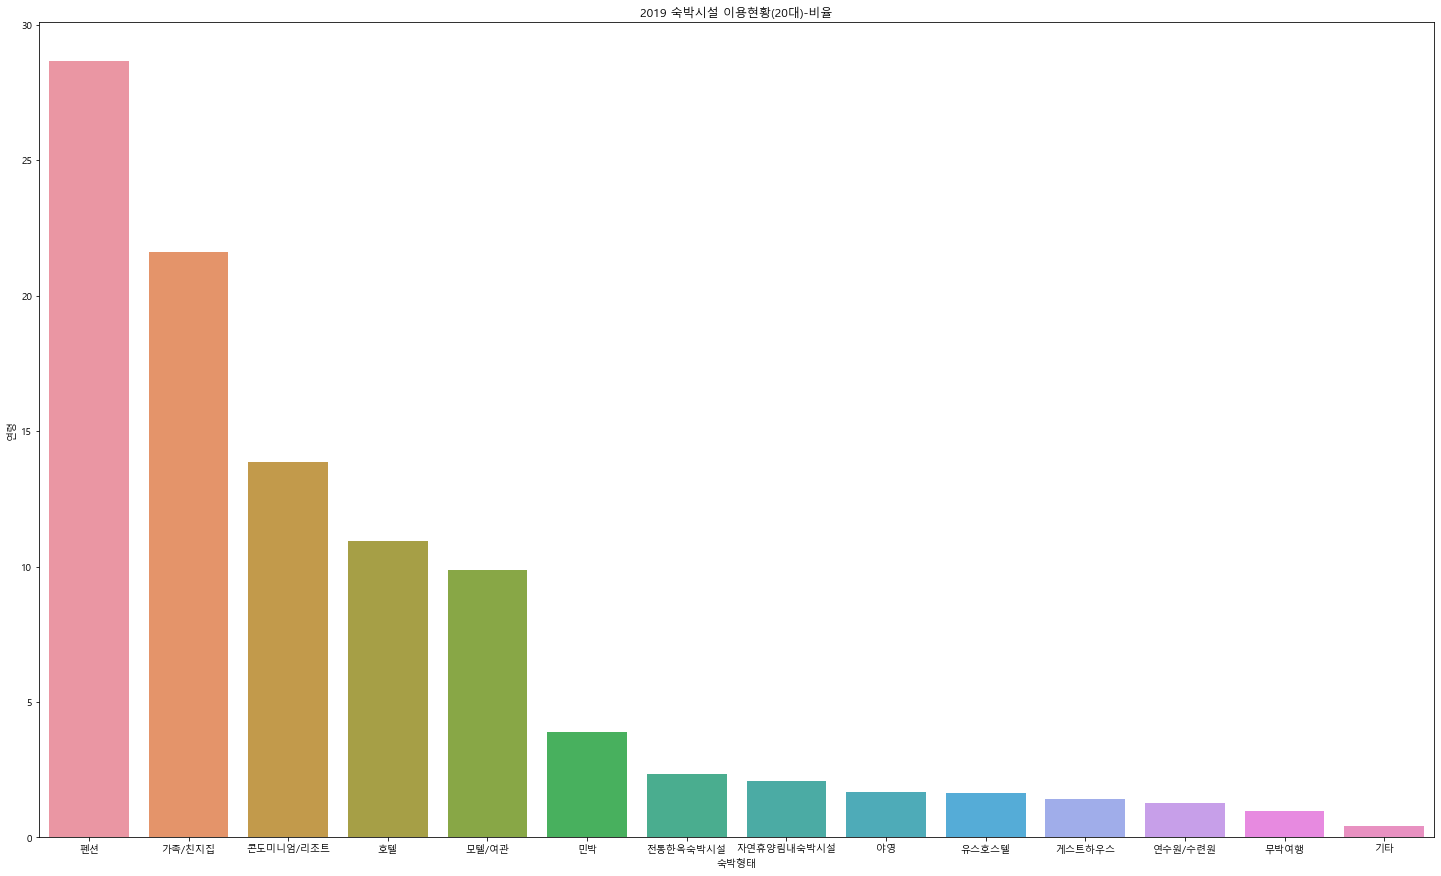 2019 숙박시설 이용현황(20대)-비율
30
25
20
15
10
5
0
연령
펜션 가족/친지집 콘도미니엄/리조트 호텔 모텔/여관 민박 전통한옥숙박시설 자연휴양림내숙박시설 야영 유스호스텔 게스트하우스 연수원/수련원 무박여행 기타
숙박형태